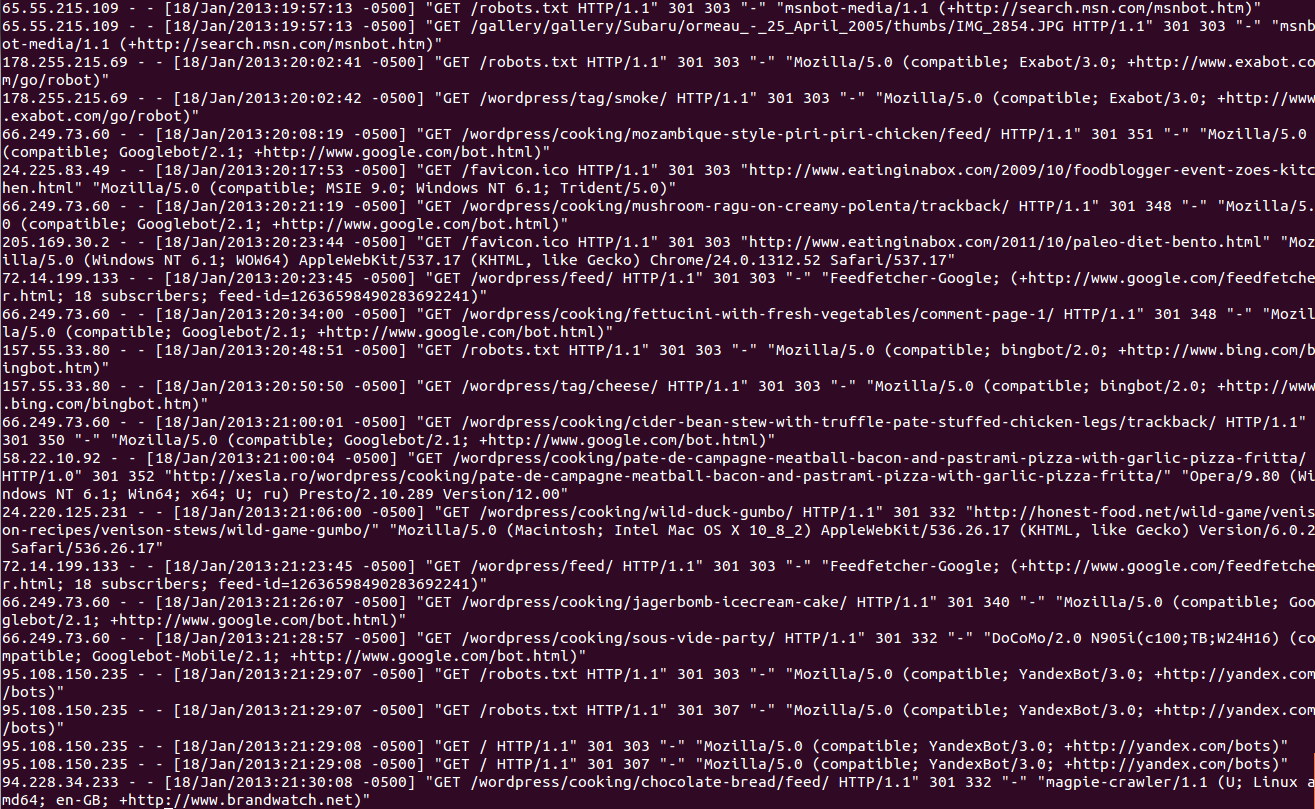 65.55.215.109 - - [18/Jan/2013:19:57:13 -0500] "GET /robots.txt HTTP/1.1" 301 303 "-" "msnbot-media/1.1 (+http://search.msn.com/msnbot.htm)"
65.55.215.109 - - [18/Jan/2013:19:57:13 -0500] "GET /gallery/gallery/Subaru/ormeau_-_25_April_2005/thumbs/IMG_2854.JPG HTTP/1.1" 301 303 "-" "msnb
ot-media/1.1 (+http://search.msn.com/msnbot.htm)"
178.255.215.69 - - [18/Jan/2013:20:02:41 -0500] "GET /robots.txt HTTP/1.1" 301 303 "-" "Mozilla/5.0 (compatible; Exabot/3.0; +http://www.exabot.co
m/go/robot)"
178.255.215.69 - - [18/Jan/2013:20:02:42 -0500] "GET /wordpress/tag/smoke/ HTTP/1.1" 301 303 "-" "Mozilla/5.0 (compatible; Exabot/3.0; +http://www
.exabot.com/go/robot)"
66.249.73.60 - - [18/Jan/2013:20:08:19 -0500] "GET /wordpress/cooking/mozambique-style-piri-piri-chicken/feed/ HTTP/1.1" 301 351 "-" "Mozilla/5.0
(compatible; Googlebot/2.1; +http://www.google.com/bot.html)"
24.225.83.49 - - [18/Jan/2013:20:17:53 -0500] "GET /favicon.ico HTTP/1.1" 301 303 "http://www.eatinginabox.com/2009/10/foodblogger-event-zoes-kitc
hen.html" "Mozilla/5.0 (compatible; MSIE 9.0; Windows NT 6.1; Trident/5.0)"
66.249.73.60 - - [18/Jan/2013:20:21:19 -0500] "GET /wordpress/cooking/mushroom-ragu-on-creamy-polenta/trackback/ HTTP/1.1" 301 348 "-" "Mozilla/5.
0 (compatible; Googlebot/2.1; +http://www.google.com/bot.html)"
205.169.30.2 - - [18/Jan/2013:20:23:44 -0500] "GET /favicon.ico HTTP/1.1" 301 303 "http://www.eatinginabox.com/2011/10/paleo-diet-bento.html" "Moz
illa/5.0 (Windows NT 6.1; WOW64) AppleWebKit/537.17 (KHTML, like Gecko) Chrome/24.0.1312.52 Safari/537.17"
72.14.199.133 - - [18/Jan/2013:20:23:45 -0500] "GET /wordpress/feed/ HTTP/1.1" 301 303 "-" "Feedfetcher-Google; (+http://www.google.com/feedfetche
r.html; 18 subscribers; feed-id=12636598490283692241)"
66.249.73.60 - - [18/Jan/2013:20:34:00 -0500] "GET /wordpress/cooking/fettucini-with-fresh-vegetables/comment-page-1/ HTTP/1.1" 301 348 "-" "Mozil
la/5.0 (compatible; Googlebot/2.1; +http://www.google.com/bot.html)"
157.55.33.80 - - [18/Jan/2013:20:48:51 -0500] "GET /robots.txt HTTP/1.1" 301 303 "-" "Mozilla/5.0 (compatible; bingbot/2.0; +http://www.bing.com/b
ingbot.htm)"
157.55.33.80 - - [18/Jan/2013:20:50:50 -0500] "GET /wordpress/tag/cheese/ HTTP/1.1" 301 303 "-" "Mozilla/5.0 (compatible; bingbot/2.0; +http://www
.bing.com/bingbot.htm)"
66.249.73.60 - - [18/Jan/2013:21:00:01 -0500] "GET /wordpress/cooking/cider-bean-stew-with-truffle-pate-stuffed-chicken-legs/trackback/ HTTP/1.1"
301 350 "-" "Mozilla/5.0 (compatible; Googlebot/2.1; +http://www.google.com/bot.html)"
58.22.10.92 - - [18/Jan/2013:21:00:04 -0500] "GET /wordpress/cooking/pate-de-campagne-meatball-bacon-and-pastrami-pizza-with-garlic-pizza-fritta/
HTTP/1.0" 301 352 "http://xesla.ro/wordpress/cooking/pate-de-campagne-meatball-bacon-and-pastrami-pizza-with-garlic-pizza-fritta/" "Opera/9.80 (Wi
ndows NT 6.1; Win64; x64; U; ru) Presto/2.10.289 Version/12.00"
24.220.125.231 - - [18/Jan/2013:21:06:00 -0500] "GET /wordpress/cooking/wild-duck-gumbo/ HTTP/1.1" 301 332 "http://honest-food.net/wild-game/venis
on-recipes/venison-stews/wild-game-gumbo/" "Mozilla/5.0 (Macintosh; Intel Mac OS X 10_8_2) AppleWebKit/536.26.17 (KHTML, like Gecko) Version/6.0.2
Safari/536.26.17"
72.14.199.133 - - [18/Jan/2013:21:23:45 -0500] "GET /wordpress/feed/ HTTP/1.1" 301 303 "-" "Feedfetcher-Google; (+http://www.google.com/feedfetche
r.html; 18 subscribers; feed-id=12636598490283692241)"
66.249.73.60 - - [18/Jan/2013:21:26:07 -0500] "GET /wordpress/cooking/jagerbomb-icecream-cake/ HTTP/1.1" 301 340 "-" "Mozilla/5.0 (compatible; Goo
glebot/2.1; +http://www.google.com/bot.html)"
66.249.73.60 - - [18/Jan/2013:21:28:57 -0500] "GET /wordpress/cooking/sous-vide-party/ HTTP/1.1" 301 332 "-" "DoCoMo/2.0 N905i(c100;TB;W24H16) (co
mpatible; Googlebot-Mobile/2.1; +http://www.google.com/bot.html)"
95.108.150.235 - - [18/Jan/2013:21:29:07 -0500] "GET /robots.txt HTTP/1.1" 301 303 "-" "Mozilla/5.0 (compatible; YandexBot/3.0; +http://yandex.com
/bots)"
95.108.150.235 - - [18/Jan/2013:21:29:07 -0500] "GET /robots.txt HTTP/1.1" 301 307 "-" "Mozilla/5.0 (compatible; YandexBot/3.0; +http://yandex.com
/bots)"
95.108.150.235 - - [18/Jan/2013:21:29:08 -0500] "GET / HTTP/1.1" 301 303 "-" "Mozilla/5.0 (compatible; YandexBot/3.0; +http://yandex.com/bots)"
95.108.150.235 - - [18/Jan/2013:21:29:08 -0500] "GET / HTTP/1.1" 301 307 "-" "Mozilla/5.0 (compatible; YandexBot/3.0; +http://yandex.com/bots)"
94.228.34.233 - - [18/Jan/2013:21:30:08 -0500] "GET /wordpress/cooking/chocolate-bread/feed/ HTTP/1.1" 301 332 "-" "magpie-crawler/1.1 (U; Linux a
md64; en-GB; +http://www.brandwatch.net)"